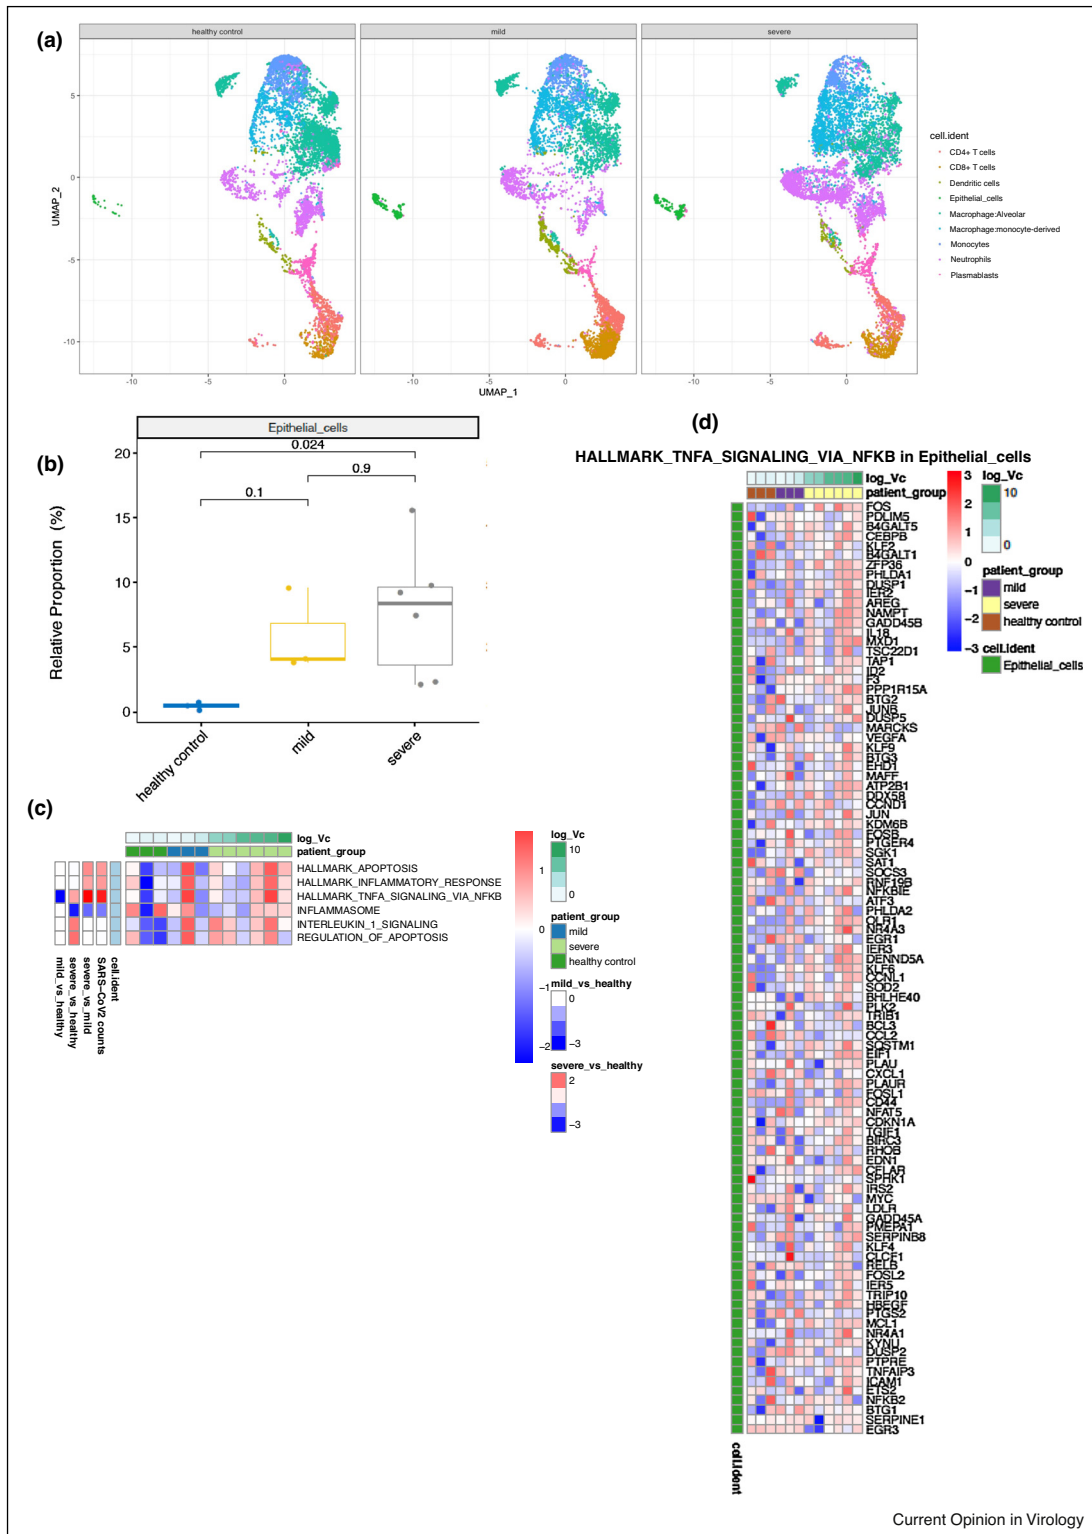 (a)
healthy control
mild
severe
5
0
-5
-10
UMAP_2
-10
-5
0
5
-10
-5
0
5
-10
-5
0
5
UMAP_1
cell.ident
CD4+ T cells
CD8+ T cells
Dendritic cells
Epithelial_cells
Macrophage:Alveolar
Macrophage:monocyte-derived
Monocytes
Neutrophils
Plasmablasts
(b)
Epithelial_cells
0.024
0.9
0.1
20
15
10
5
0
Relative Proportion (%)
healthy control
mild
severe
(c)
log_Vc
patient_group
HALLMARK_APOPTOSIS
HALLMARK_INFLAMMATORY_RESPONSE
HALLMARK_TNFA_SIGNALING_VIA_NFKB
INFLAMMASOME
INTERLEUKIN_1_SIGNALING
REGULATION_OF_APOPTOSIS
mild_vs_healthy
severe_vs_healthy
severe_vs_mild
SARS-CoV2 counts
cell.ident
1
0
-1
-2
log_Vc
10
0
patient_group
mild
severe
healthy control
mild_vs_healthy
0
-3
severe_vs_healthy
2
-3
(d)
HALLMARK_TNFA_SIGNALING_VIA_NFKB in Epithelial_cells
log_Vc
patient_group
FOS
PDLIM5
B4GALT5
CEBPB
KLF2
B4GALT1
ZFP36
PHLDA1
DUSP1
IER2
AREG
NAMPT
GADD45B
IL18
MXD1
TSC22D1
TAP1
ID2
F3
PPP1R15A
BTG2
JUNB
DUSP5
MARCKS
VEGFA
KLF9
BTG3
EHD1
MAFF
ATP2B1
DDX58
CCND1
JUN
KDM6B
FOSB
PTGER4
SGK1
SAT1
SOCS3
RNF19B
NFKBIE
ATF3
PHLDA2
OLR1
NR4A3
EGR1
IER3
DENND5A
KLF6
CCNL1
SOD2
BHLHE40
PLK2
TRIB1
BCL3
CCL2
SQSTM1
EIF1
PLAU
CXCL1
PLAUR
FOSL1
CD44
NFAT5
CDKN1A
TGIF1
BIRC3
RHOB
EDN1
CFLAR
SPHK1
IRS2
MYC
LDLR
GADD45A
PMEPA1
SERPINB8
KLF4
CLCF1
RELB
FOSL2
IER5
TRIP10
HBEGF
PTGS2
MCL1
NR4A1
KYNU
DUSP2
PTPRE
TNFAIP3
ICAM1
ETS2
NFKB2
BTG1
SERPINE1
EGR3
cell.ident
3
2
1
0
-1
-2
-3
log_Vc
10
0
patient_group
mild
severe
healthy control
cell.ident
Epithelial_cells
Current Opinion in Virology